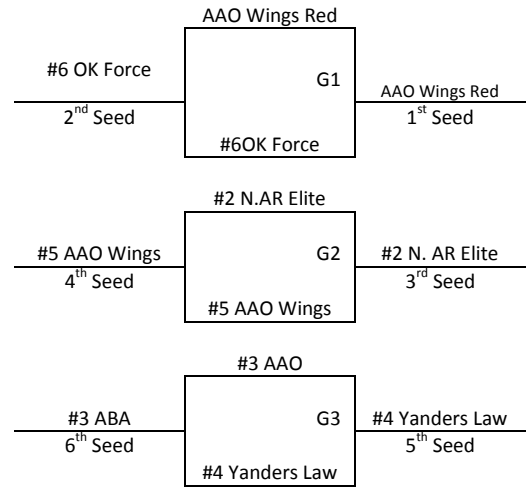 AAO Wings Red
#6 OK Force
G1
AAO Wings Red
2nd Seed
1st Seed
#6OK Force
#2 N.AR Elite
#5 AAO Wings
G2
#2 N. AR Elite
4th Seed
3rd Seed
#5 AAO Wings
#3 AAO
#3 ABA
G3
#4 Yanders Law
6th Seed
5th Seed
#4 Yanders Law